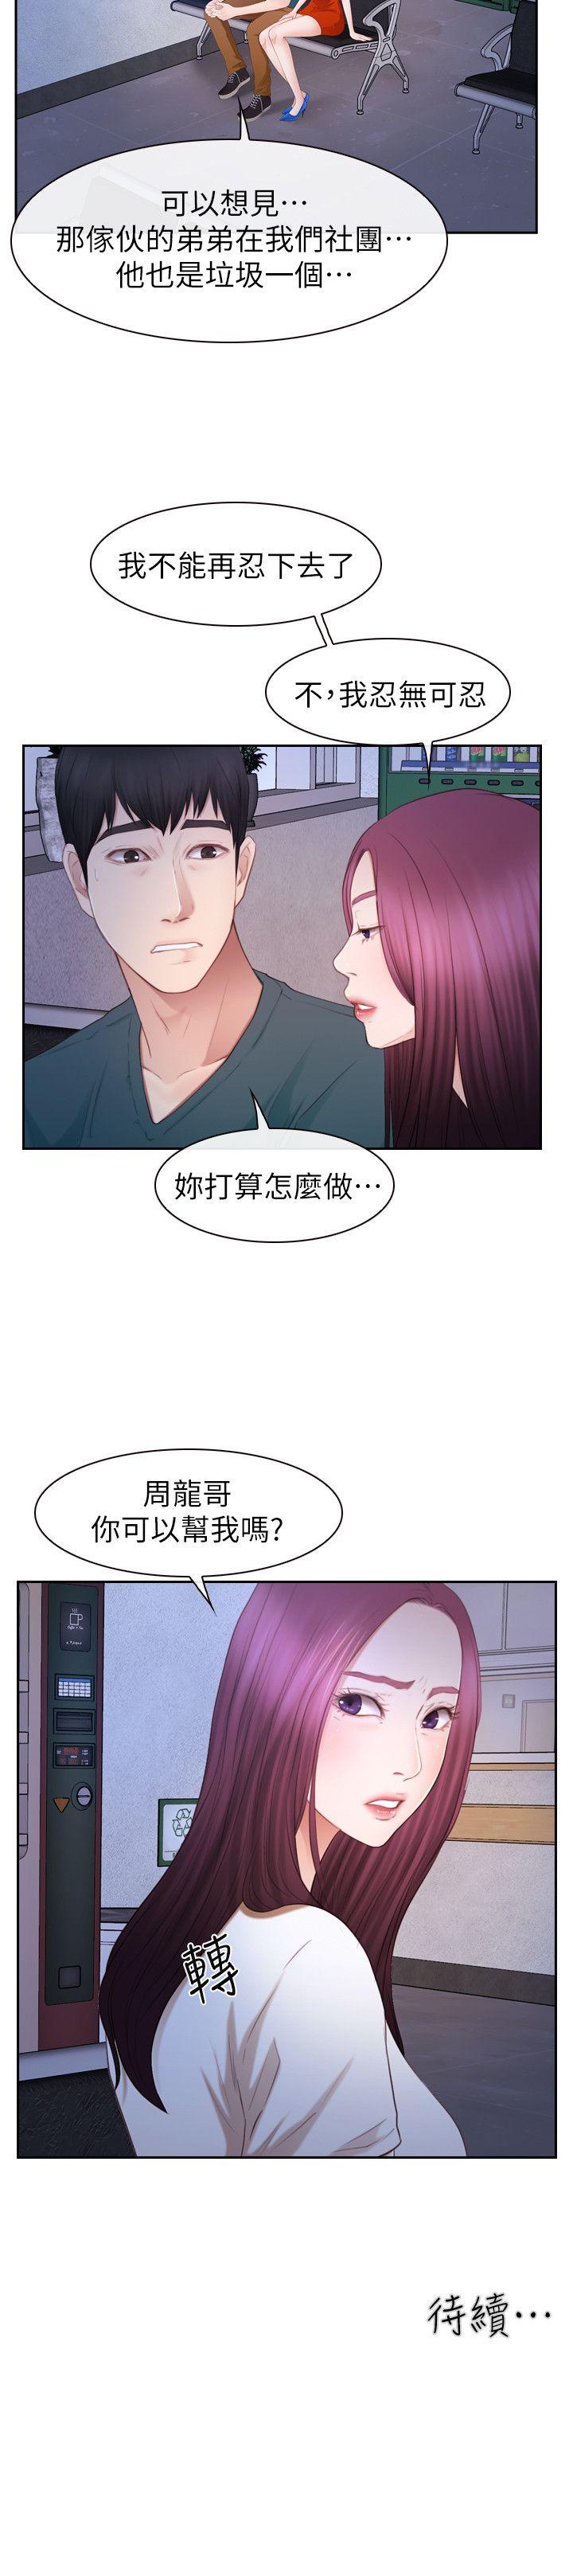 可以想見⋯
那傢伙的弟弟在我們社團⋯
他也是垃圾一個⋯
我不能再忍下去了
不，我忍無可忍
妳打算怎麼做⋯
周龍哥
你可以幫我嗎?
轉
待續⋯